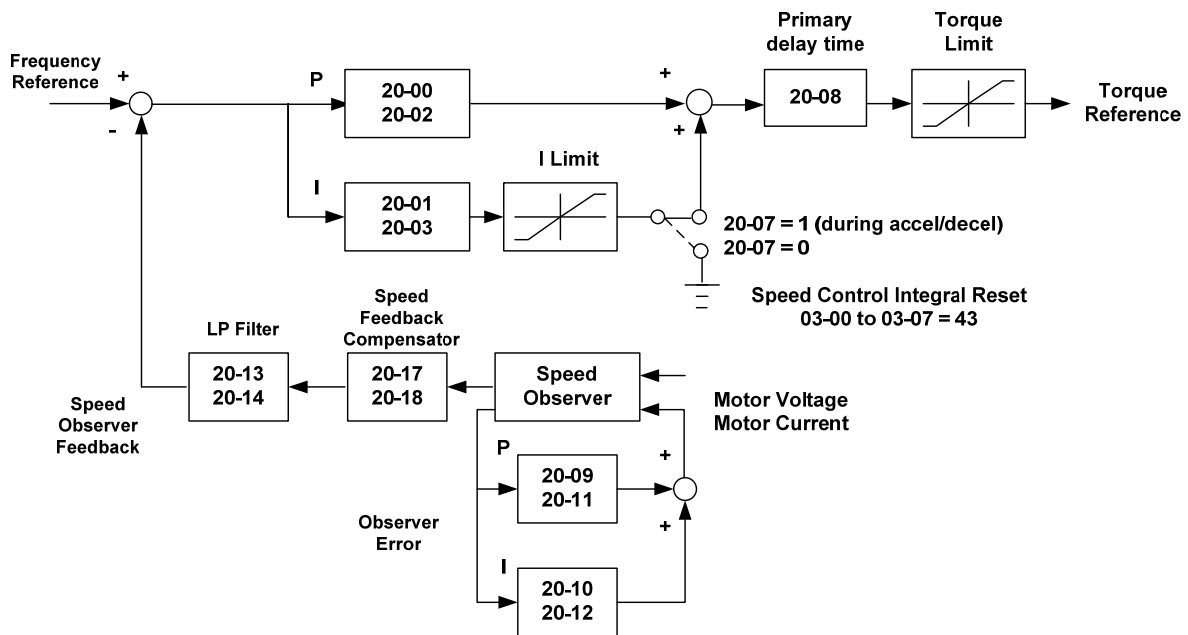 Frequency
Reference
+
-
P
20-00
20-02
+
+
Primary
delay time
20-08
Torque
Limit
Torque
Reference
I
20-01
20-03
I Limit
20-07 = 1 (during accel/decel)
20-07 = 0
Speed Control Integral Reset
03-00 to 03-07 = 43
LP Filter
20-13
20-14
Speed
Feedback
Compensator
20-17
20-18
Speed
Observer
Motor Voltage
Motor Current
Speed
Observer
Feedback
P
20-09
20-11
+
+
Observer
Error
I
20-10
20-12